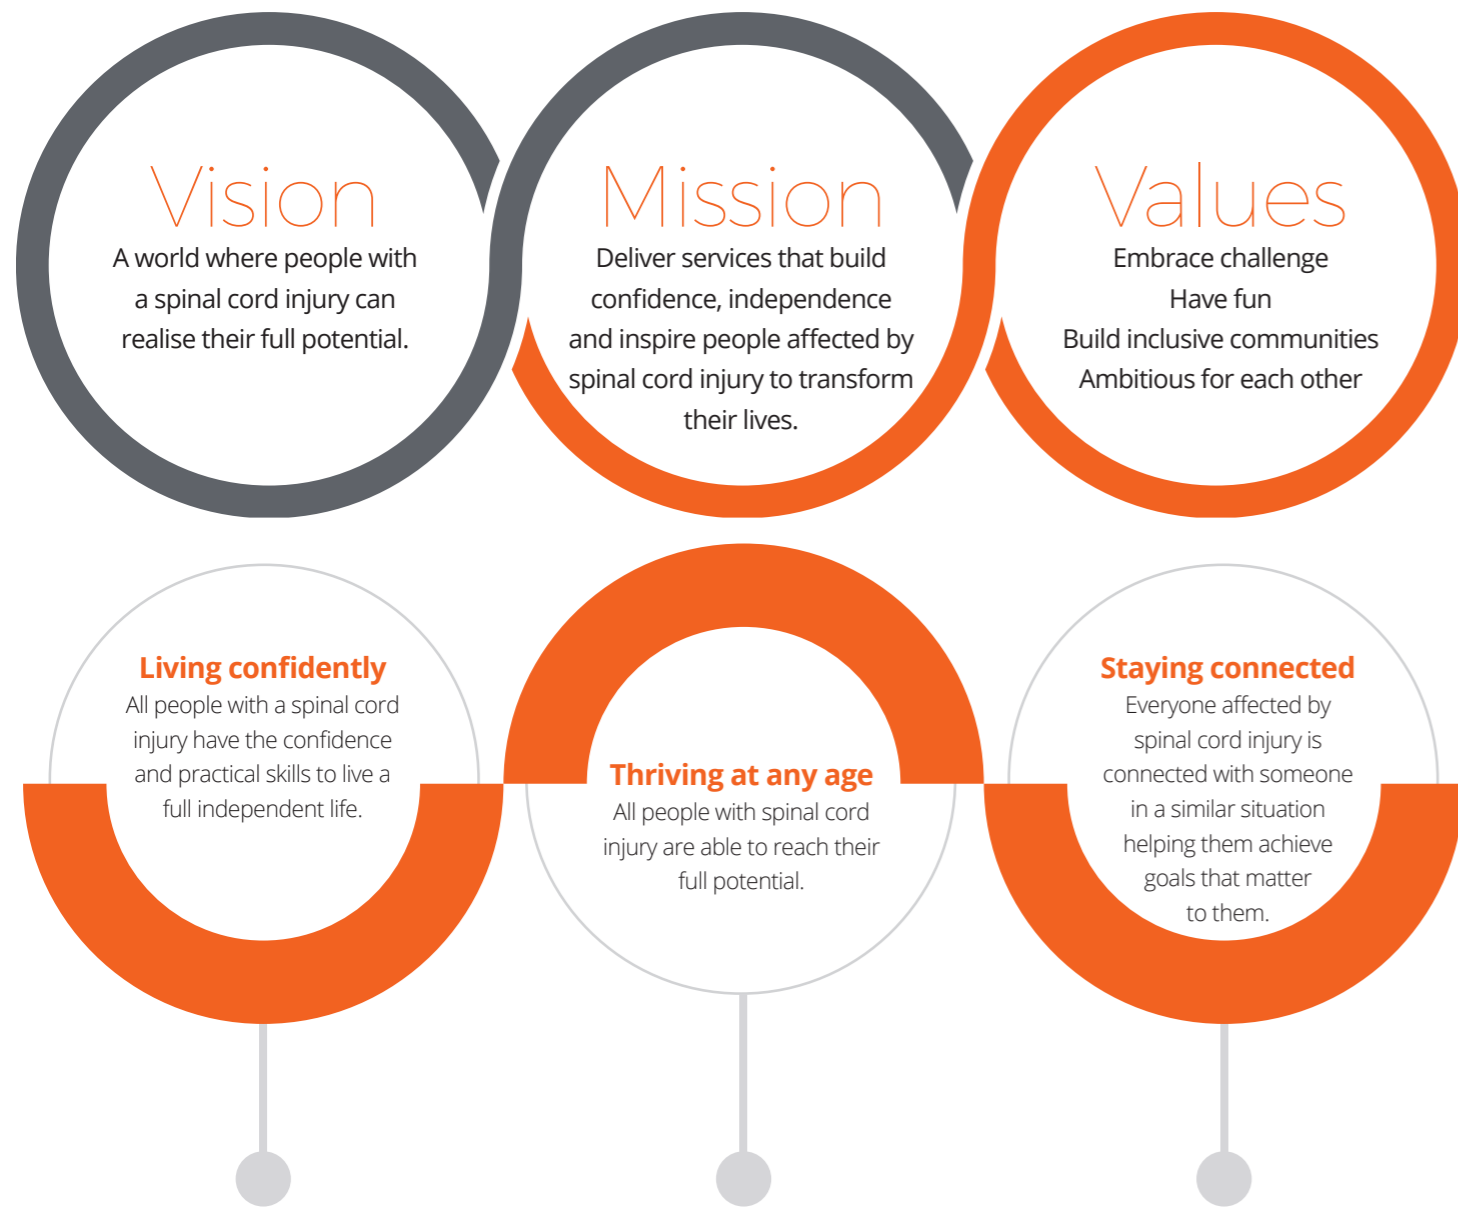 Vision
A world where people with
a spinal cord injury can
realise their full potential.
Mission
Deliver services that build
confidence, independence
and inspire people affected by
spinal cord injury to transform
their lives.
Values
Embrace challenge
Have fun
Build inclusive communities
Ambitious for each other
Living confidently
All people with a spinal cord
injury have the confidence
and practical skills to live a
full independent life.
Thriving at any age
All people with spinal cord
injury are able to reach their
full potential.
Staying connected
Everyone affected by
spinal cord injury is
connected with someone
in a similar situation
helping them achieve
goals that matter
to them.